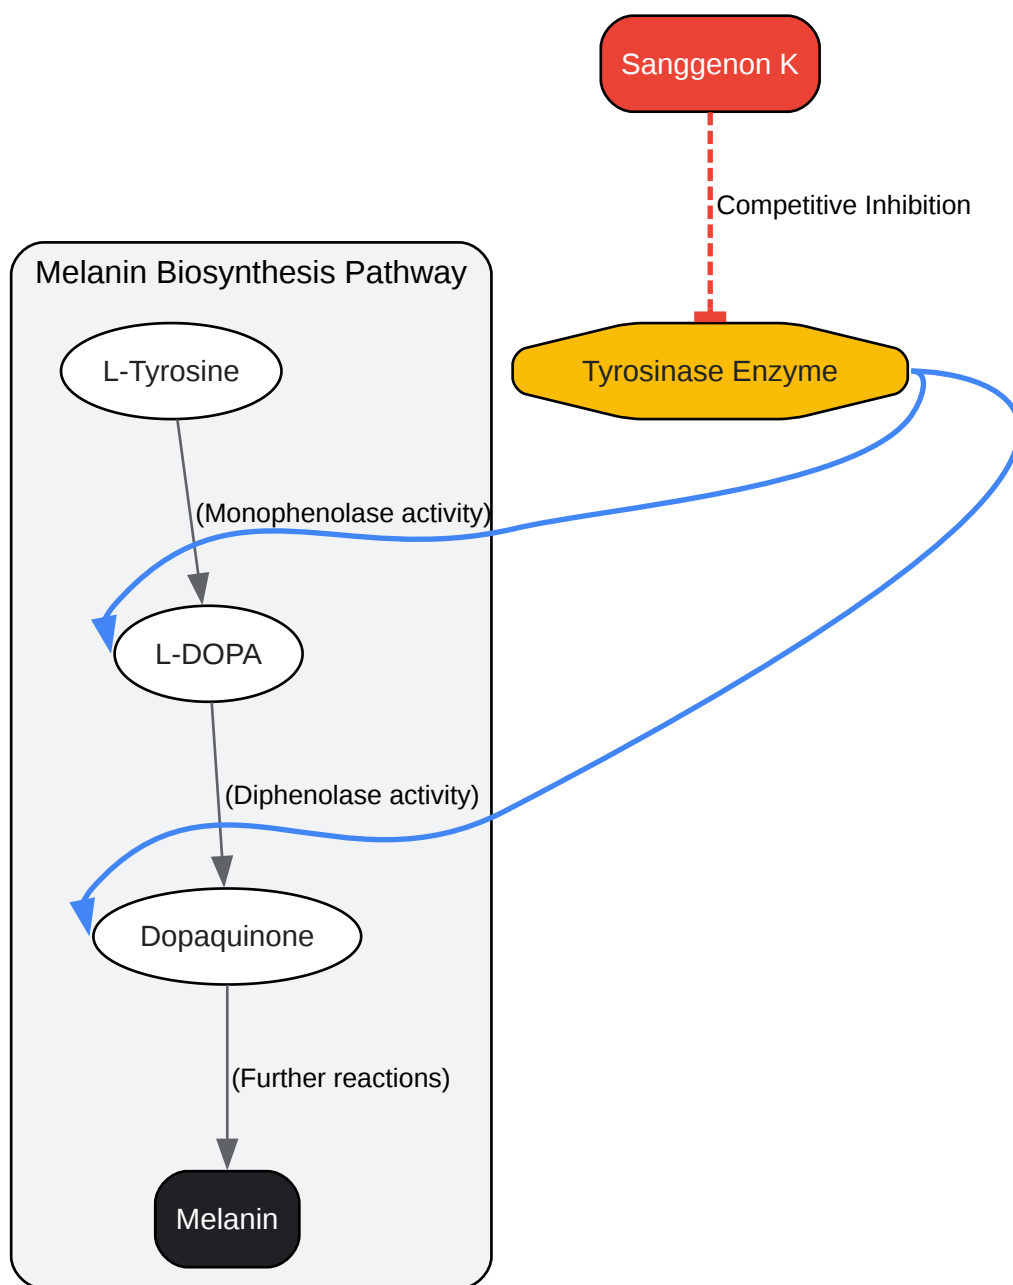 Sanggenon K
Competitive Inhibition
Melanin Biosynthesis Pathway
L-Tyrosine
Tyrosinase Enzyme
(Monophenolase activity)
L-DOPA
(Diphenolase activity)
Dopaquinone
(Further reactions)
Melanin